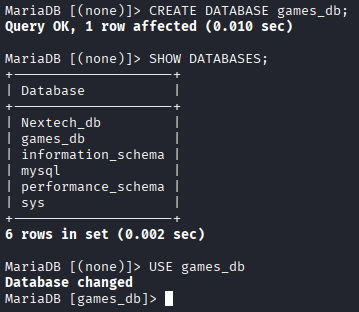 MariaDB [(none)]> CREATE DATABASE games_db;
Query OK, 1 row affected (0.010 sec)

MariaDB [(none)]> SHOW DATABASES;
+--------------------+
| Database           |
+--------------------+
| Nextech_db         |
| games_db           |
| information_schema |
| mysql              |
| performance_schema |
| sys                |
+--------------------+
6 rows in set (0.002 sec)

MariaDB [(none)]> USE games_db
Database changed
MariaDB [games_db]>